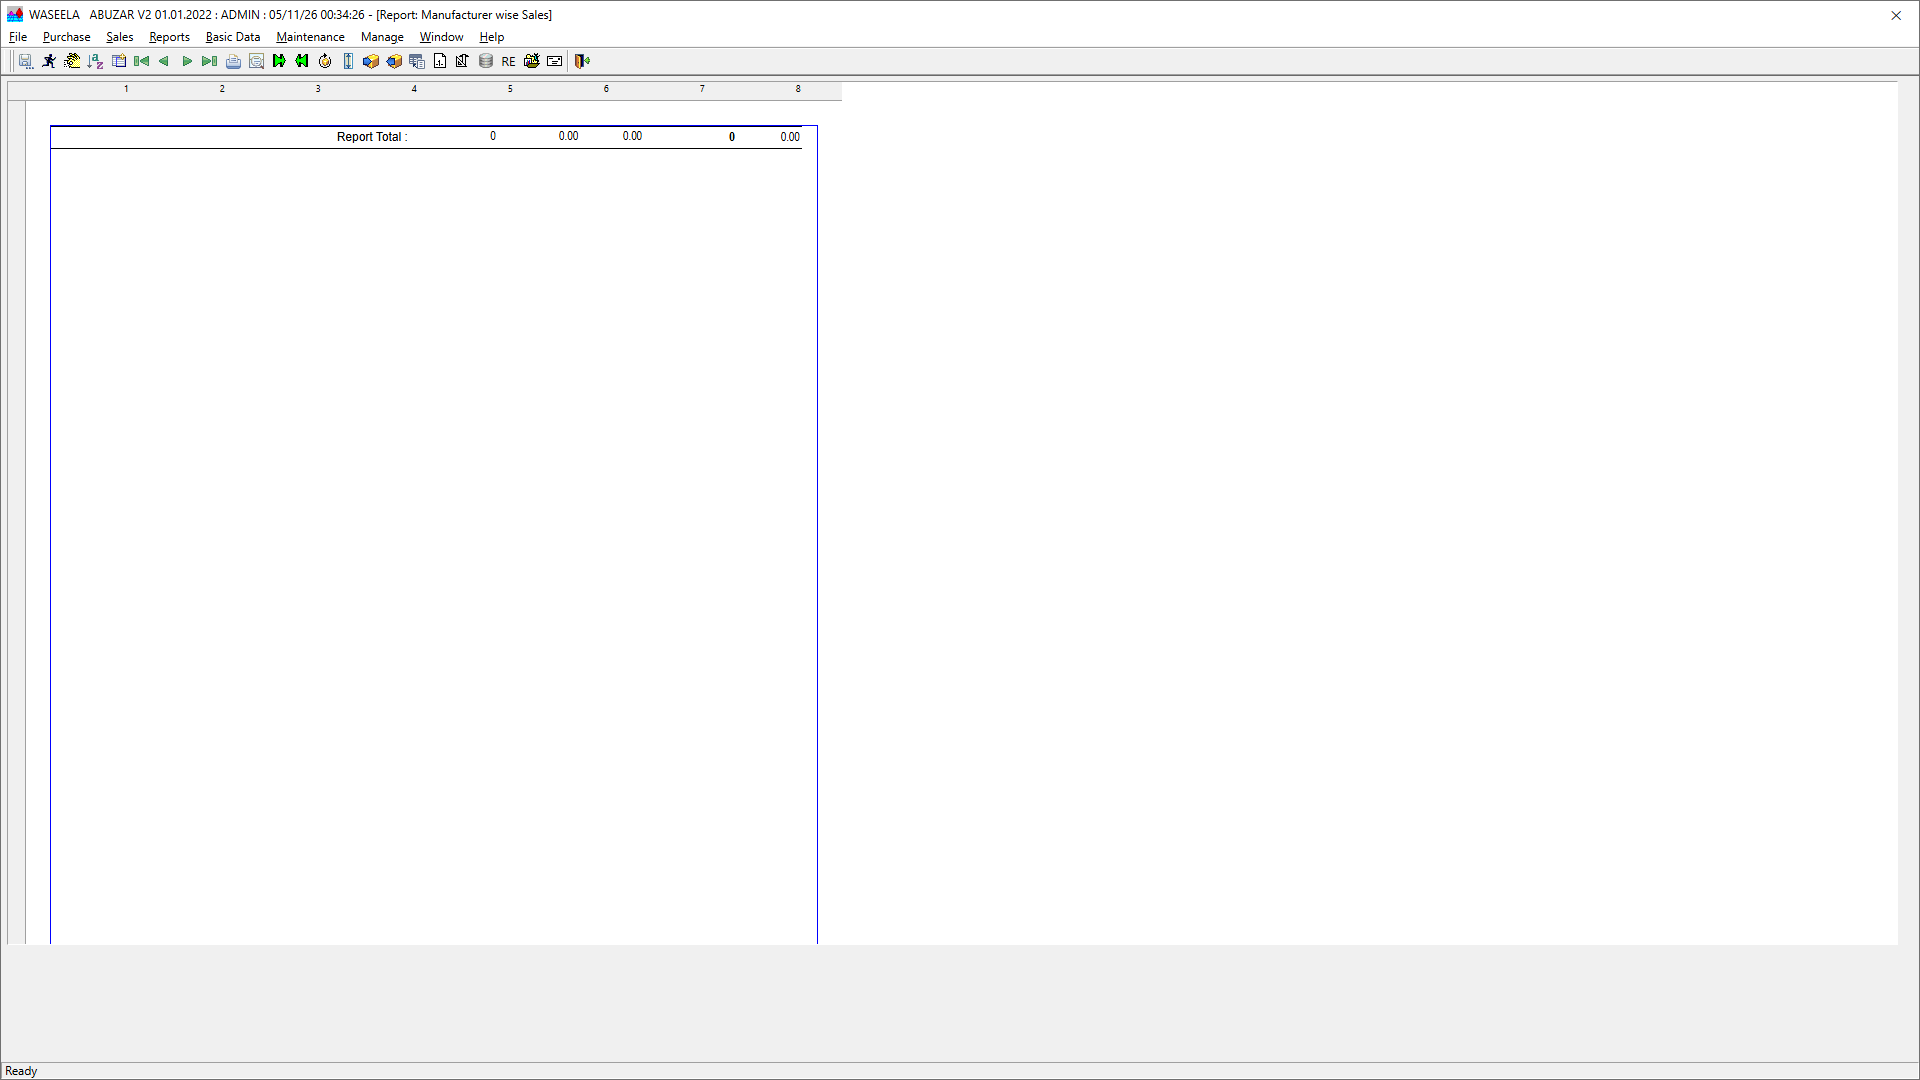 WASEELA   ABUZAR V2 01.01.2022 : ADMIN : 05/11/26 00:34:26 - [Report: Manufacturer wise Sales]
File Purchase Sales Reports Basic Data Maintenance Manage Window Help
RE
1 2 3 4 5 6 7 8
Report Total : 0 0.00 0.00 0 0.00
Ready